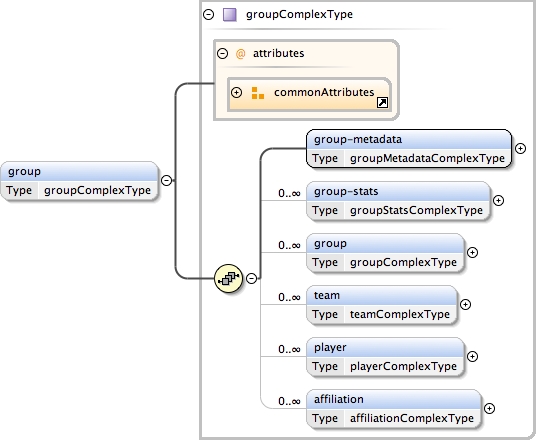 groupComplexType
@ attributes
commonAttributes
group
Type groupComplexType
group-metadata
Type groupMetadataComplexType
0..∞ group-stats
Type groupStatsComplexType
0..∞ group
Type groupComplexType
0..∞ team
Type teamComplexType
0..∞ player
Type playerComplexType
0..∞ affiliation
Type affiliationComplexType